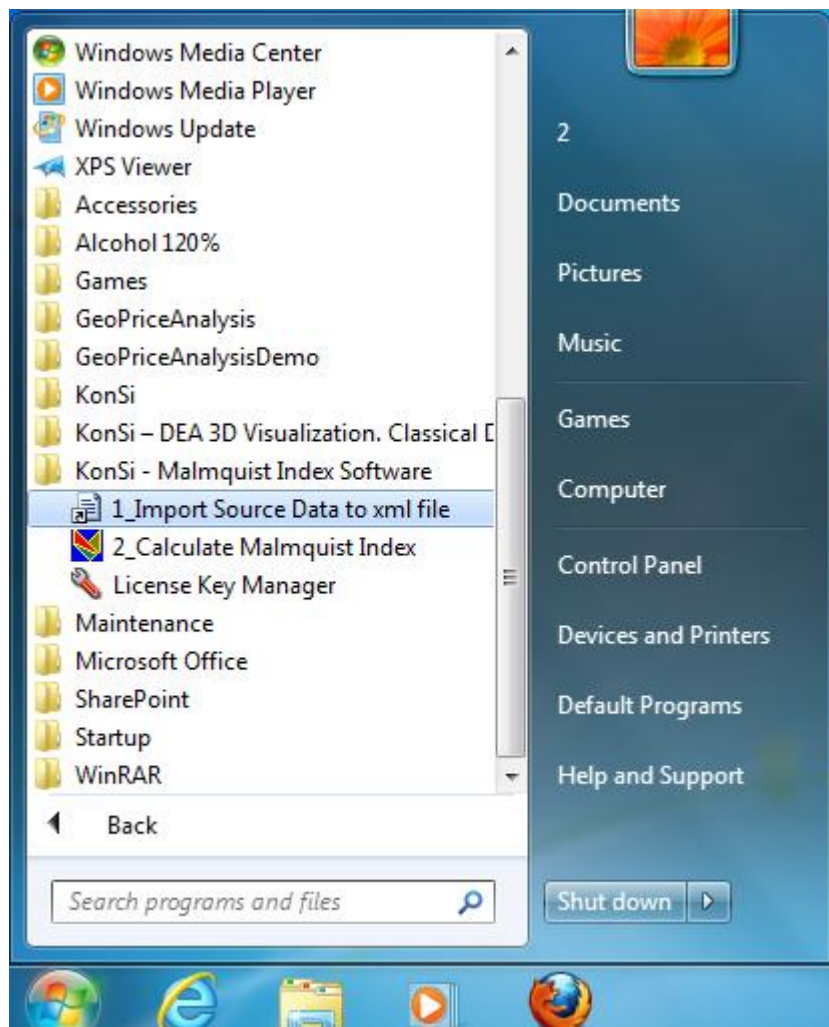 Windows Media Center
Windows Media Player
Windows Update
XPS Viewer
Accessories
Alcohol 120%
Games
GeoPriceAnalysis
GeoPriceAnalysisDemo
KonSi
KonSi – DEA 3D Visualization. Classical D
KonSi - Malmquist Index Software
1_Import Source Data to xml file
2_Calculate Malmquist Index
License Key Manager
Maintenance
Microsoft Office
SharePoint
Startup
WinRAR
Back
Search programs and files
2
Documents
Pictures
Music
Games
Computer
Control Panel
Devices and Printers
Default Programs
Help and Support
Shut down